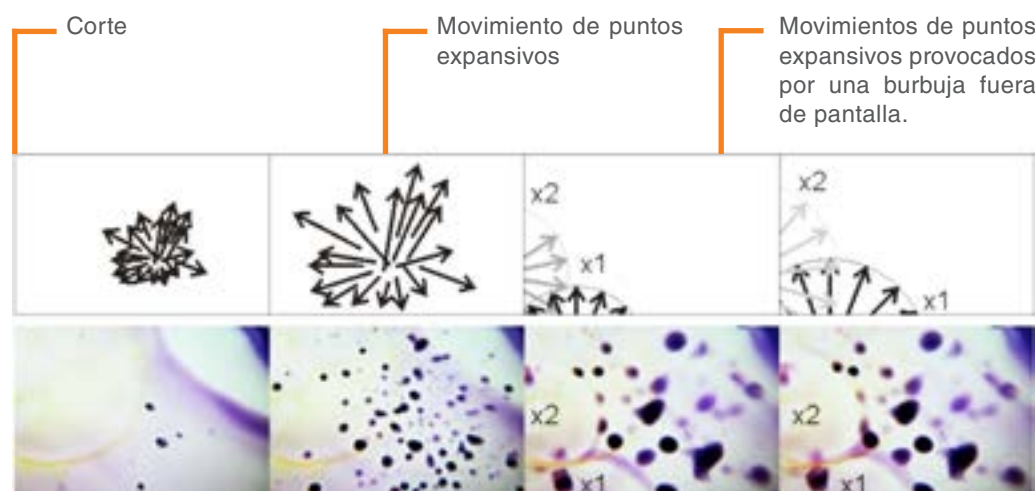 Corte
Movimiento de puntos
expansivos
Movimientos de puntos
expansivos provocados
por una burbuja fuera
de pantalla.
x2
x1
x2
x1
x2
x1
x2
x1